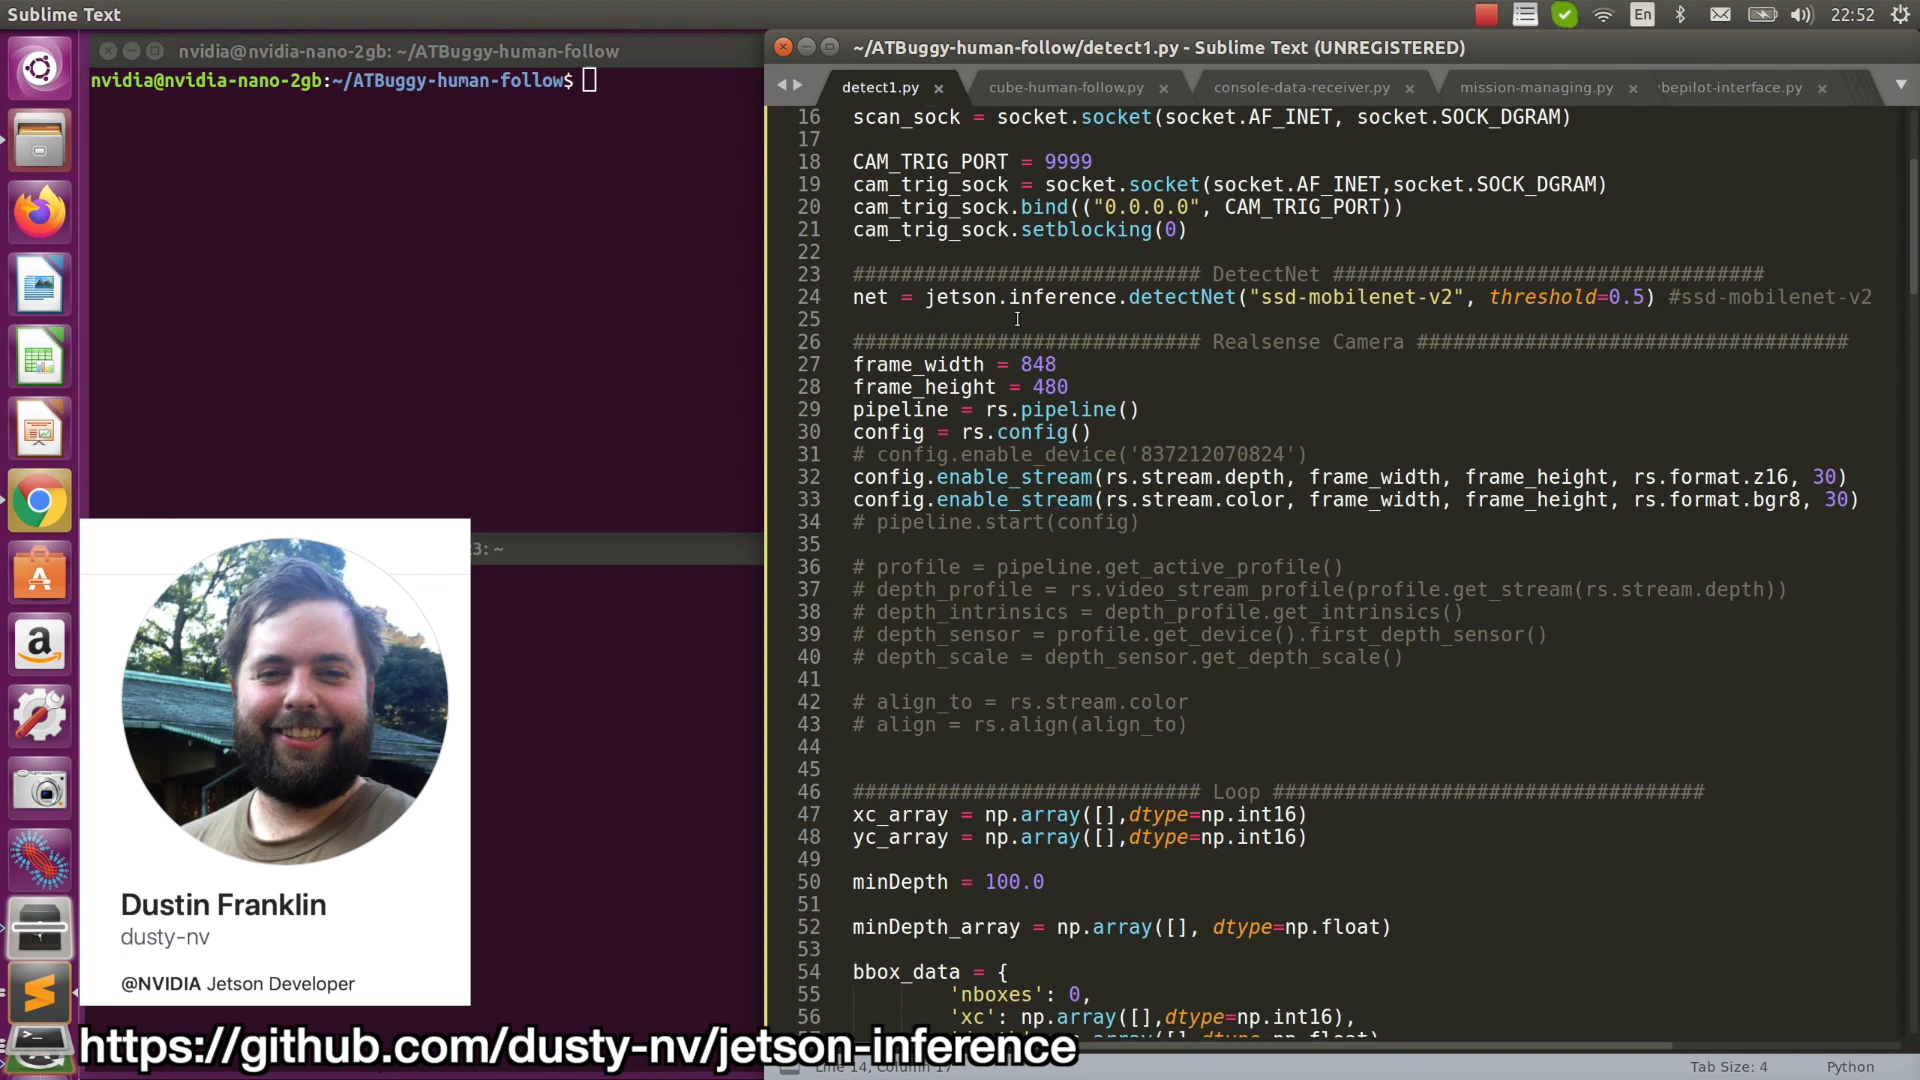 Sublime Text
En
22:52
nvidia@nvidia-nano-2gb: ~/ATBuggy-human-follow
nvidia@nvidia-nano-2gb:~/ATBuggy-human-follow$
3: ~
~/ATBuggy-human-follow/detect1.py - Sublime Text (UNREGISTERED)
detect1.py
cube-human-follow.py
console-data-receiver.py
mission-managing.py
bepilot-interface.py
16 scan_sock = socket.socket(socket.AF_INET, socket.SOCK_DGRAM)
17
18 CAM_TRIG_PORT = 9999
19 cam_trig_sock = socket.socket(socket.AF_INET,socket.SOCK_DGRAM)
20 cam_trig_sock.bind(("0.0.0.0", CAM_TRIG_PORT))
21 cam_trig_sock.setblocking(0)
22
23 ############################# DetectNet ####################################
24 net = jetson.inference.detectNet("ssd-mobilenet-v2", threshold=0.5) #ssd-mobilenet-v2
25
26 ############################# Realsense Camera ####################################
27 frame_width = 848
28 frame_height = 480
29 pipeline = rs.pipeline()
30 config = rs.config()
31 # config.enable_device('837212070824')
32 config.enable_stream(rs.stream.depth, frame_width, frame_height, rs.format.z16, 30)
33 config.enable_stream(rs.stream.color, frame_width, frame_height, rs.format.bgr8, 30)
34 # pipeline.start(config)
35
36 # profile = pipeline.get_active_profile()
37 # depth_profile = rs.video_stream_profile(profile.get_stream(rs.stream.depth))
38 # depth_intrinsics = depth_profile.get_intrinsics()
39 # depth_sensor = profile.get_device().first_depth_sensor()
40 # depth_scale = depth_sensor.get_depth_scale()
41
42 # align_to = rs.stream.color
43 # align = rs.align(align_to)
44
45
46 ############################# Loop ####################################
47 xc_array = np.array([],dtype=np.int16)
48 yc_array = np.array([],dtype=np.int16)
49
50 minDepth = 100.0
51
52 minDepth_array = np.array([], dtype=np.float)
53
54 bbox_data = {
55 'nboxes': 0,
56 'xc': np.array([],dtype=np.int16),
Dustin Franklin
dusty-nv
@NVIDIA Jetson Developer
https://github.com/dusty-nv/jetson-inference
Line 14, Column 17
Tab Size: 4
Python